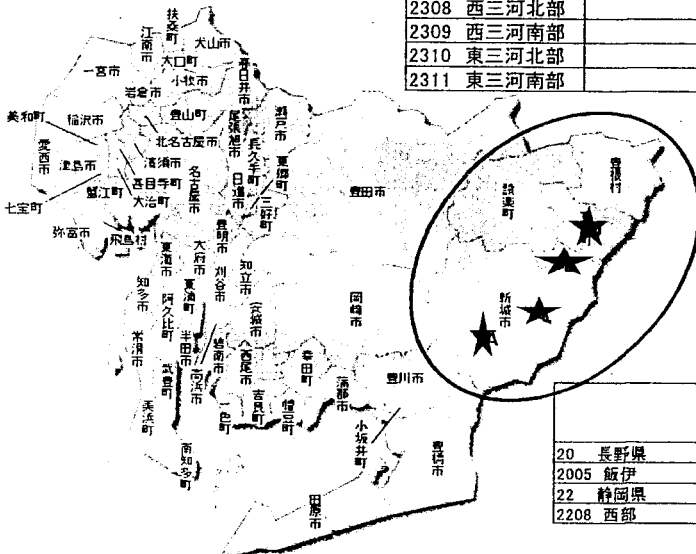 2308 西三河北部
2309 西三河南部
2310 東三河北部
2311 東三河南部
扶桑町
江南市
犬山市
大口町
一宮市
小牧市
春日井市
岩倉市
美和町
稲沢市
豊山町
瀬戸市
尾張旭市
長久手町
北名古屋市
愛西市
津島市
清須市
東郷町
名古屋市
日進市
甚目寺町
蟹江町
大治町
三好町
七宝町
豊田市
設楽町
豊根村
弥富市
飛島村
豊明市
東海市
大府市
刈谷市
知立市
知多市
東浦町
安城市
岡崎市
新城市
阿久比町
常滑市
半田市
碧南市
高浜市
西尾市
幸田町
武豊町
蒲郡市
豊川市
一色町
吉良町
幡豆町
美浜町
小坂井町
南知多町
豊橋市
田原市
20 長野県
2005 飯伊
22 静岡県
2208 西部